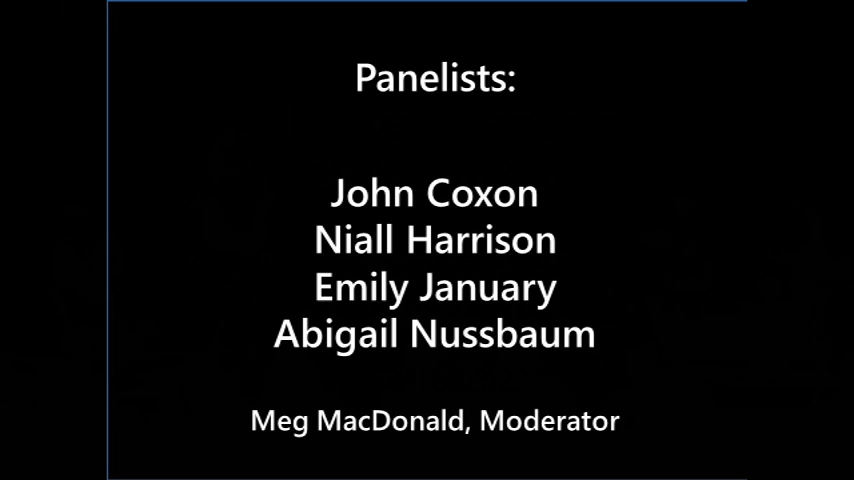 Panelists:
John Coxon
Niall Harrison
Emily January
Abigail Nussbaum
Meg MacDonald, Moderator